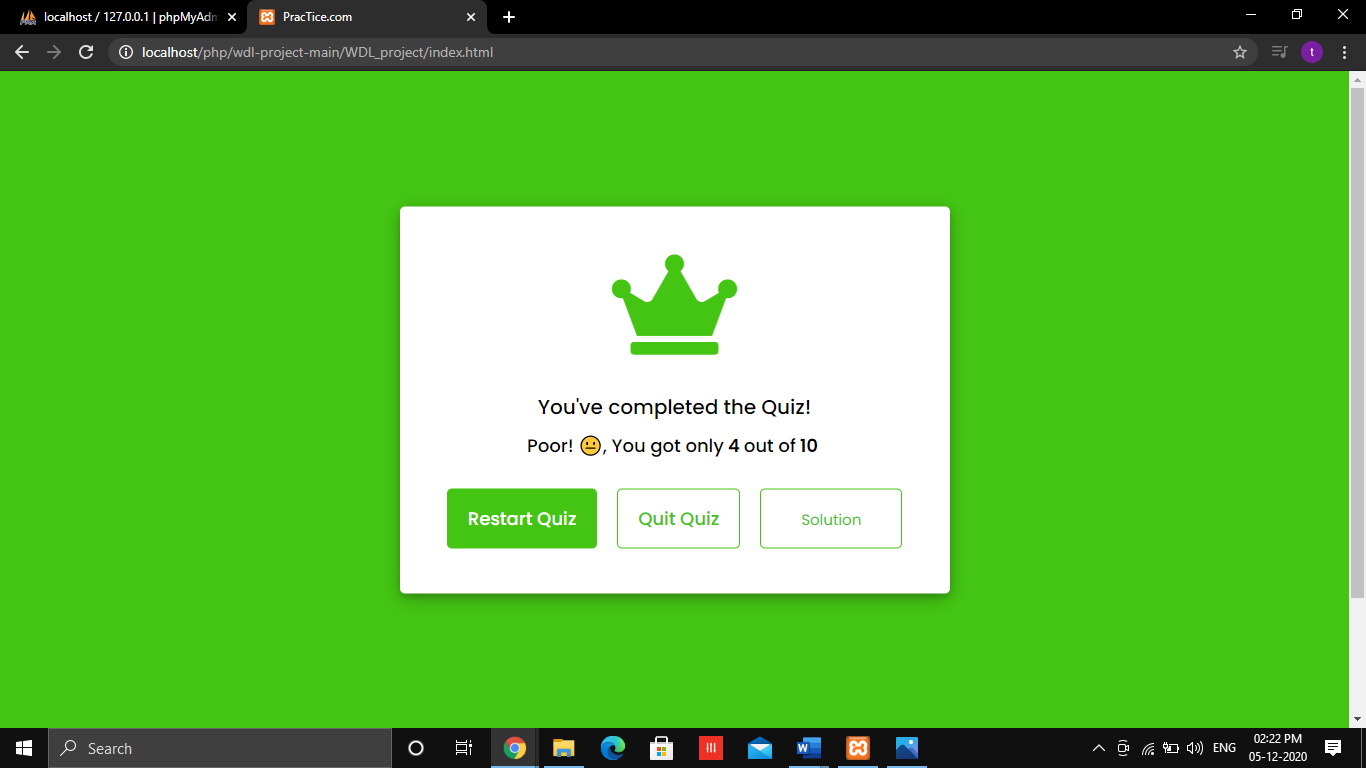 localhost / 127.0.0.1 | phpMyAdm
PracTice.com
localhost/php/wdl-project-main/WDL_project/index.html
t
You've completed the Quiz!
Poor! 😐, You got only 4 out of 10
Restart Quiz
Quit Quiz
Solution
Search
ENG
02:22 PM
05-12-2020